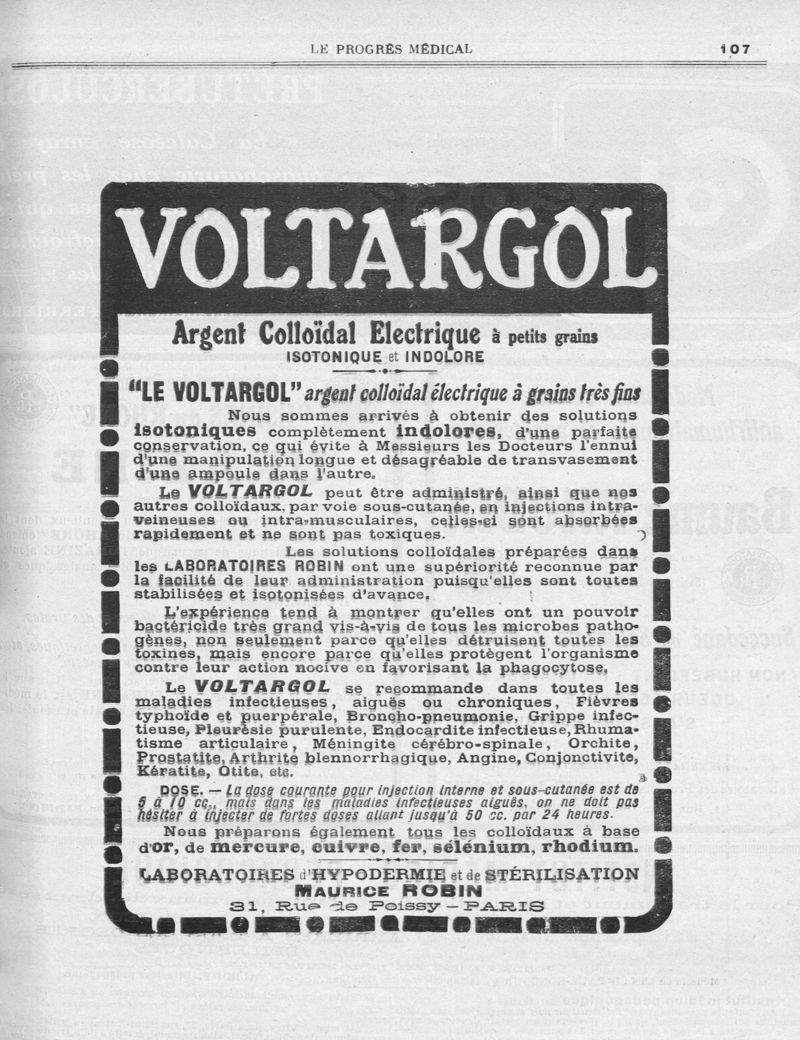 LE PROGRÈS MÉDICAL
107
VOLTARGOL
Argent Colloïdal Electrique à petits grains
ISOTONIQUE et INDOLORE
"LE VOLTARGOL" argent colloïdal électrique à grains très fins
Nous sommes arrivés à obtenir des solutions
isotoniques complètement indolores, d'une parfaite
conservation, ce qui évite à Messieurs les Docteurs l'ennui
d'une manipulation longue et désagréable de transvasement
d'une ampoule dans l'autre.
Le VOLTARGOL peut être administré, ainsi que nos
autres colloïdaux, par voie sous-cutanée, en injections intra-
veineuses ou intra-musculaires, celles-ci sont absorbées
rapidement et ne sont pas toxiques.
Les solutions colloïdales préparées dans
les LABORATOIRES ROBIN ont une supériorité reconnue par
la facilité de leur administration puisqu'elles sont toutes
stabilisées et isotonisées d'avance.
L'expérience tend à montrer qu'elles ont un pouvoir
bactéricide très grand vis-à-vis de tous les microbes patho-
gènes, non seulement parce qu'elles détruisent toutes les
toxines, mais encore parce qu'elles protègent l'organisme
contre leur action nocive en favorisant la phagocytose.
Le VOLTARGOL se recommande dans toutes les
maladies infectieuses, aiguës ou chroniques, Fièvres
typhoïde et puerpérale, Broncho-pneumonie, Grippe infec-
tieuse, Pleurésie purulente, Endocardite infectieuse, Rhuma-
tisme articulaire, Méningite cérébro-spinale, Orchite,
Prostatite, Arthrite blennorrhagique, Angine, Conjonctivite,
Kératite, Otite, etc.
DOSE. — La dose courante pour injection interne et sous-cutanée est de
5 à 10 cc., mais dans les maladies infectieuses aiguës, on ne doit pas
hésiter à injecter de fortes doses allant jusqu'à 50 cc. par 24 heures.
Nous préparons également tous les colloïdaux à base
d'or, de mercure, cuivre, fer, sélénium, rhodium.
LABORATOIRES d'HYPODERMIE et de STÉRILISATION
MAURICE ROBIN
31, Rue de Poissy — PARIS